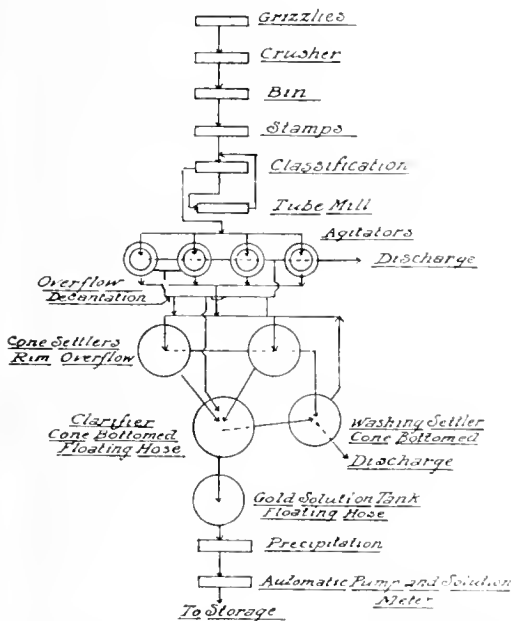 Grizzlies
Crusher
Bin
Stamps
Classification
Tube Mill
Agitators
Discharge
Overflow
Decantation
Cone Settlers
Rim Overflow
Clarifier
Cone Bottomed
Floating Hose
Washing Settler
Cone Bottomed
Discharge
Gold Solution Tank
Floating Hose
Precipitation
Automatic Pump and Solution
Meter
To Storage